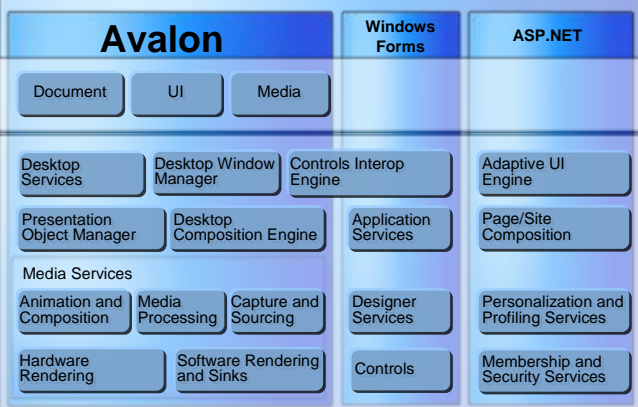 Avalon
Windows
Forms
ASP.NET
Document
UI
Media
Desktop
Services
Desktop Window
Manager
Controls Interop
Engine
Adaptive UI
Engine
Presentation
Object Manager
Desktop
Composition Engine
Application
Services
Page/Site
Composition
Media Services
Animation and
Composition
Media
Processing
Capture and
Sourcing
Designer
Services
Personalization and
Profiling Services
Hardware
Rendering
Software Rendering
and Sinks
Controls
Membership and
Security Services